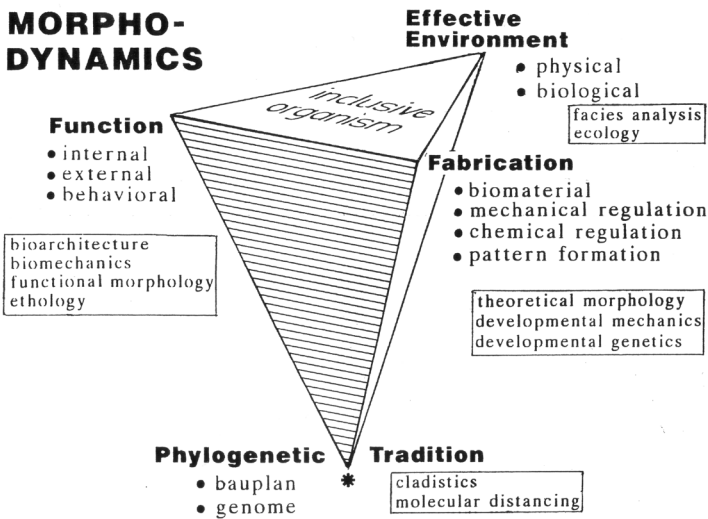 MORPHO-
DYNAMICS
Effective
Environment
• physical
• biological
facies analysis
ecology
inclusive
organism
Function
• internal
• external
• behavioral
bioarchitecture
biomechanics
functional morphology
ethology
Fabrication
• biomaterial
• mechanical regulation
• chemical regulation
• pattern formation
theoretical morphology
developmental mechanics
developmental genetics
Phylogenetic * Tradition
• bauplan
• genome
cladistics
molecular distancing